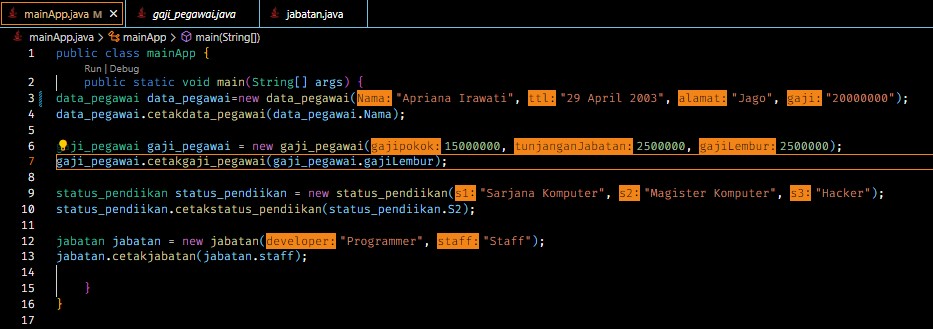 mainApp.java M × gaji_pegawai.java jabatan.java
mainApp.java > mainApp > main(String[])
1 public class mainApp {
Run | Debug
2 public static void main(String[] args) {
3 data_pegawai data_pegawai=new data_pegawai(Nama: "Apriana Irawati", ttl: "29 April 2003", alamat: "Jago", gaji: "20000000");
4 data_pegawai.cetakdata_pegawai(data_pegawai.Nama);
5
6 ji_pegawai gaji_pegawai = new gaji_pegawai(gajipokok: 15000000, tunjanganJabatan: 2500000, gajiLembur: 2500000);
7 gaji_pegawai.cetakgaji_pegawai(gaji_pegawai.gajiLembur);
8
9 status_pendiikan status_pendiikan = new status_pendiikan(s1: "Sarjana Komputer", s2: "Magister Komputer", s3: "Hacker");
10 status_pendiikan.cetakstatus_pendiikan(status_pendiikan.S2);
11
12 jabatan jabatan = new jabatan(developer: "Programmer", staff: "Staff");
13 jabatan.cetakjabatan(jabatan.staff);
14
15 }
16 }
17